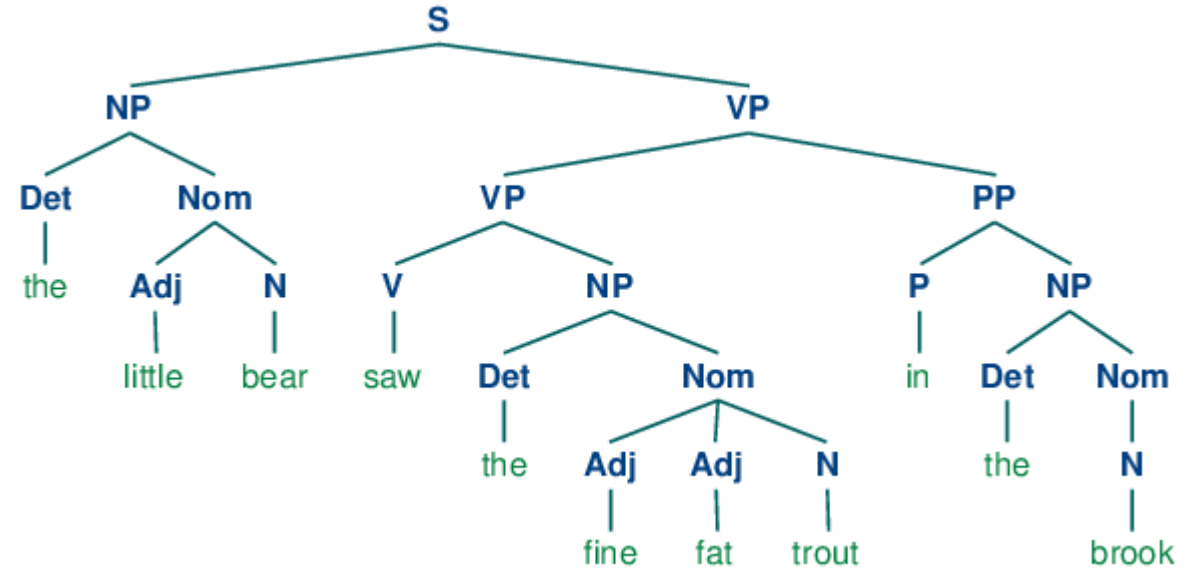 S
NP VP
Det Nom VP PP
the Adj N V NP P NP
little bear saw Det Nom in Det Nom
the Adj Adj N the N
fine fat trout brook